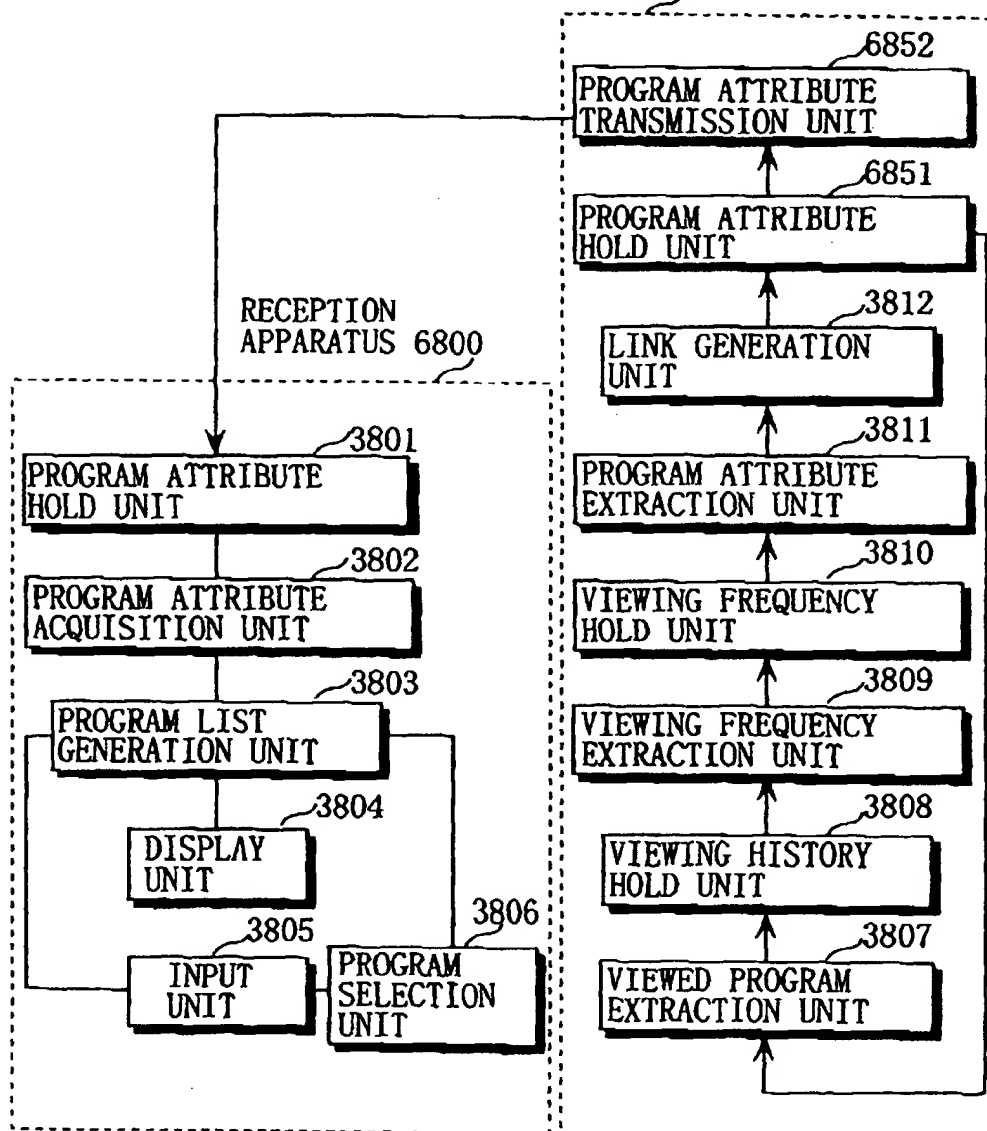 RECEPTION
APPARATUS 6800
3801
PROGRAM ATTRIBUTE
HOLD UNIT
3802
PROGRAM ATTRIBUTE
ACQUISITION UNIT
3803
PROGRAM LIST
GENERATION UNIT
3804
DISPLAY
UNIT
3805
INPUT
UNIT
3806
PROGRAM
SELECTION
UNIT
6852
PROGRAM ATTRIBUTE
TRANSMISSION UNIT
6851
PROGRAM ATTRIBUTE
HOLD UNIT
3812
LINK GENERATION
UNIT
3811
PROGRAM ATTRIBUTE
EXTRACTION UNIT
3810
VIEWING FREQUENCY
HOLD UNIT
3809
VIEWING FREQUENCY
EXTRACTION UNIT
3808
VIEWING HISTORY
HOLD UNIT
3807
VIEWED PROGRAM
EXTRACTION UNIT